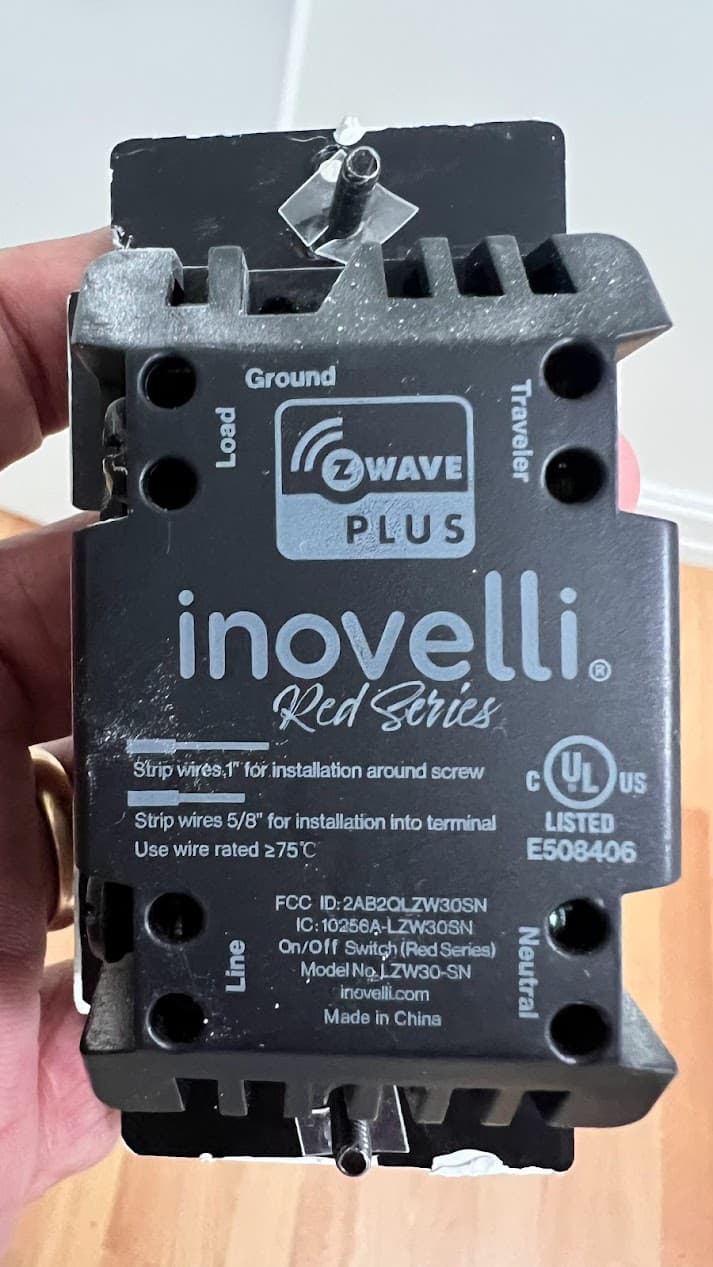 Ground
Load
Traveler
Z WAVE
PLUS
inovelli®
Red Series
Strip wires 1" for installation around screw
Strip wires 5/8" for installation into terminal
Use wire rated ≥75℃
C UL US
LISTED
E508406
FCC ID: 2AB2QLZW30SN
IC: 10256A-LZW30SN
On/Off Switch (Red Series)
Model No. LZW30-SN
inovelli.com
Made in China
Line
Neutral